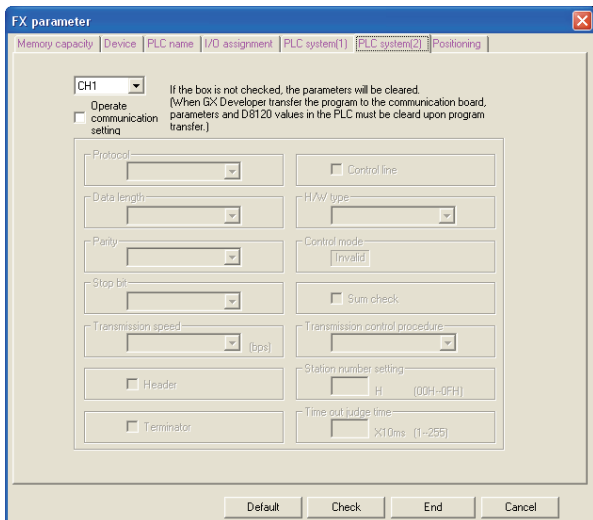 FX parameter
Memory capacity Device PLC name I/O assignment PLC system(1) PLC system(2) Positioning
CH1
If the box is not checked, the parameters will be cleared.
(When GX Developer transfer the program to the communication board,
parameters and D8120 values in the PLC must be cleard upon program
transfer.)
Operate
communication
setting
Protocol
Control line
Data length
H/W type
Parity
Control mode
Invalid
Stop bit
Sum check
Transmission speed
(bps)
Transmission control procedure
Header
Station number setting
H (00H--0FH)
Terminator
Time out judge time
X10ms (1--255)
Default Check End Cancel